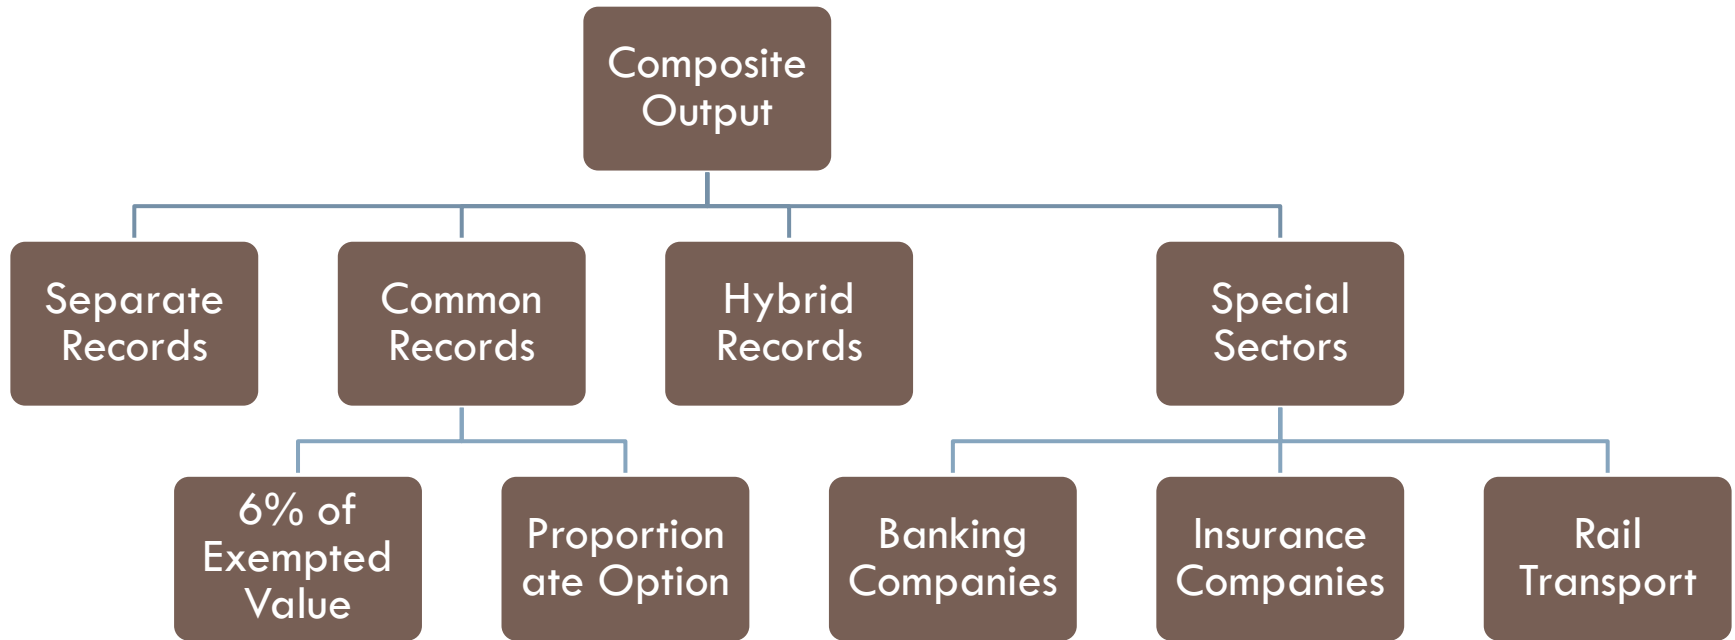 Composite
Output
Separate
Records
Common
Records
Hybrid
Records
Special
Sectors
6% of
Exempted
Value
Proportion
ate Option
Banking
Companies
Insurance
Companies
Rail
Transport